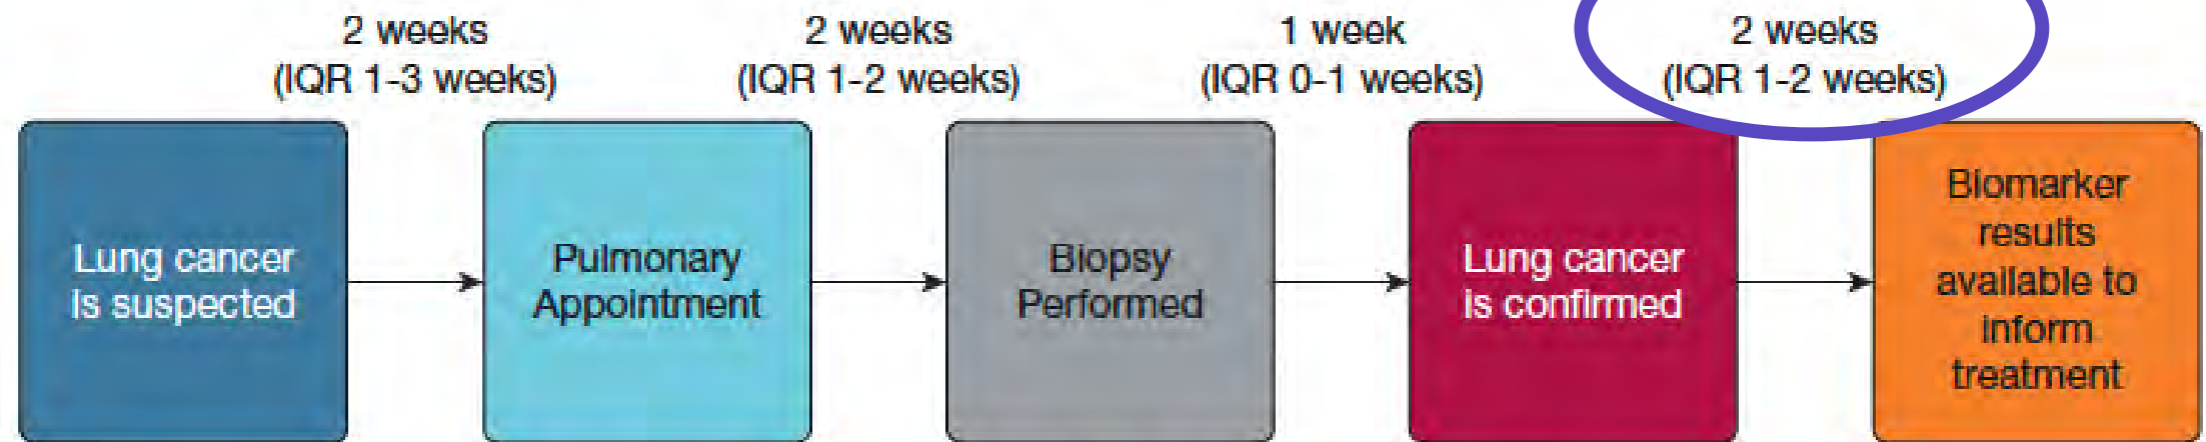 2 weeks
(IQR 1-3 weeks)
2 weeks
(IQR 1-2 weeks)
1 week
(IQR 0-1 weeks)
2 weeks
(IQR 1-2 weeks)
Lung cancer
is suspected
Pulmonary
Appointment
Biopsy
Performed
Lung cancer
is confirmed
Biomarker
results
available to
inform
treatment